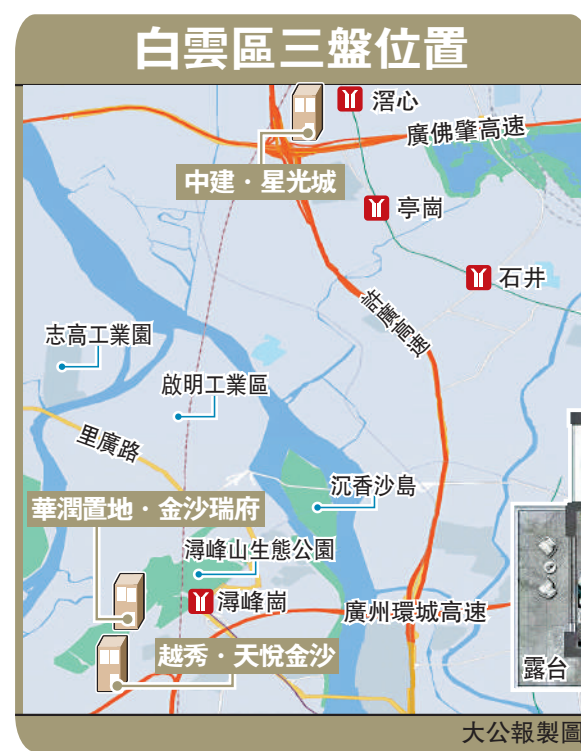 白雲區三盤位置
滘心
廣佛肇高速
中建·星光城
亭崗
石井
許廣高速
志高工業園
啟明工業區
里廣路
沉香沙島
華潤置地·金沙瑞府
潯峰山生態公園
潯峰崗
廣州環城高速
越秀·天悅金沙
露台
大公報製圖